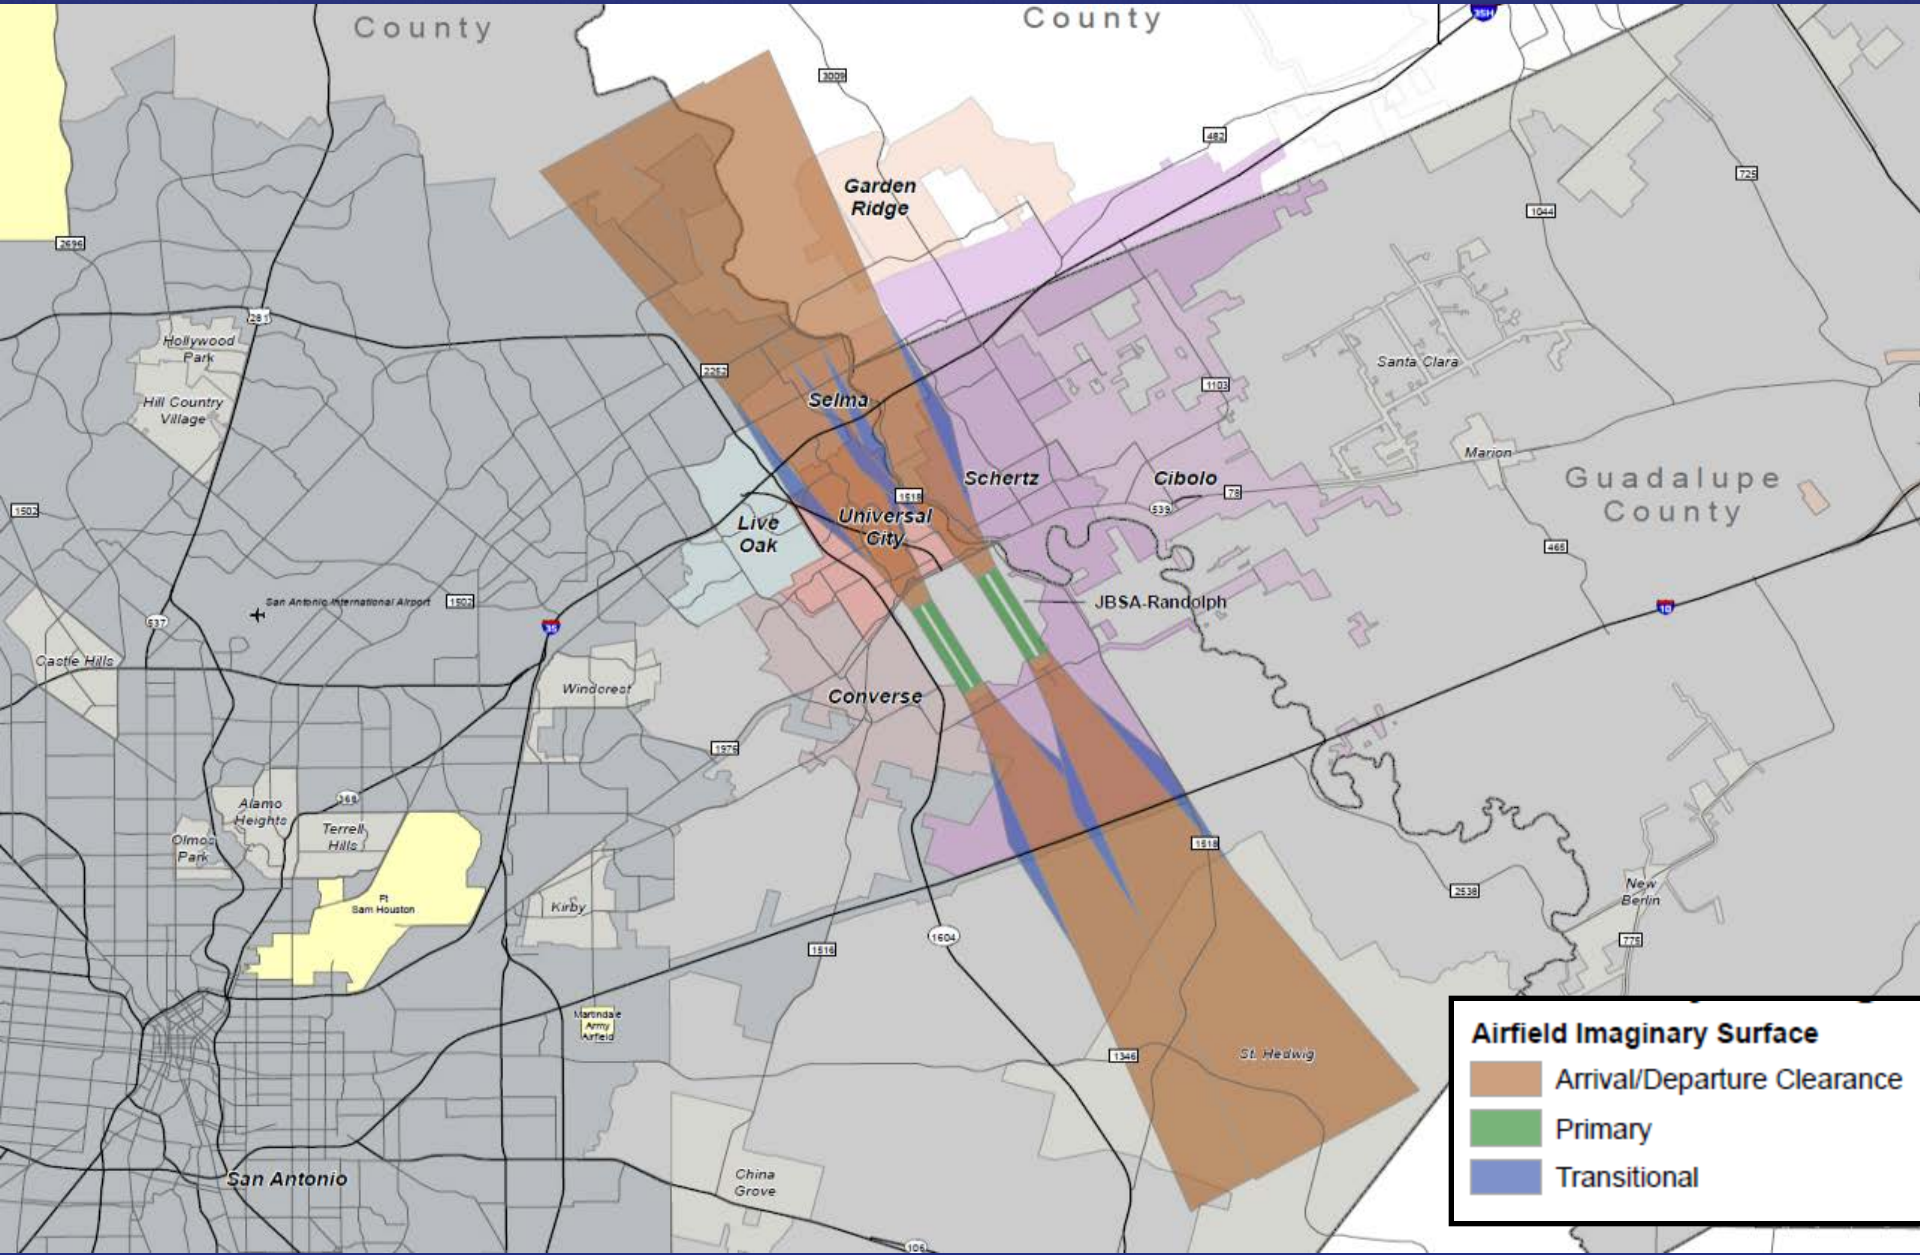 County
County
35H
3009
482
Garden
Ridge
725
1044
2696
281
Hollywood
Park
Hill Country
Village
2252
Selma
1103
Santa Clara
Marion
Schertz
Cibolo
78
539
Guadalupe
County
1502
1518
Universal
City
Live
Oak
465
San Antonio International Airport
1502
JBSA-Randolph
10
537
35
Castle Hills
Windcrest
Converse
1976
368
Alamo
Heights
Terrell
Hills
Olmos
Park
1518
2538
New
Berlin
Ft
Sam Houston
Kirby
1604
775
1516
Martindale
Army
Airfield
1346
St. Hedwig
San Antonio
China
Grove
106
Airfield Imaginary Surface
Arrival/Departure Clearance
Primary
Transitional